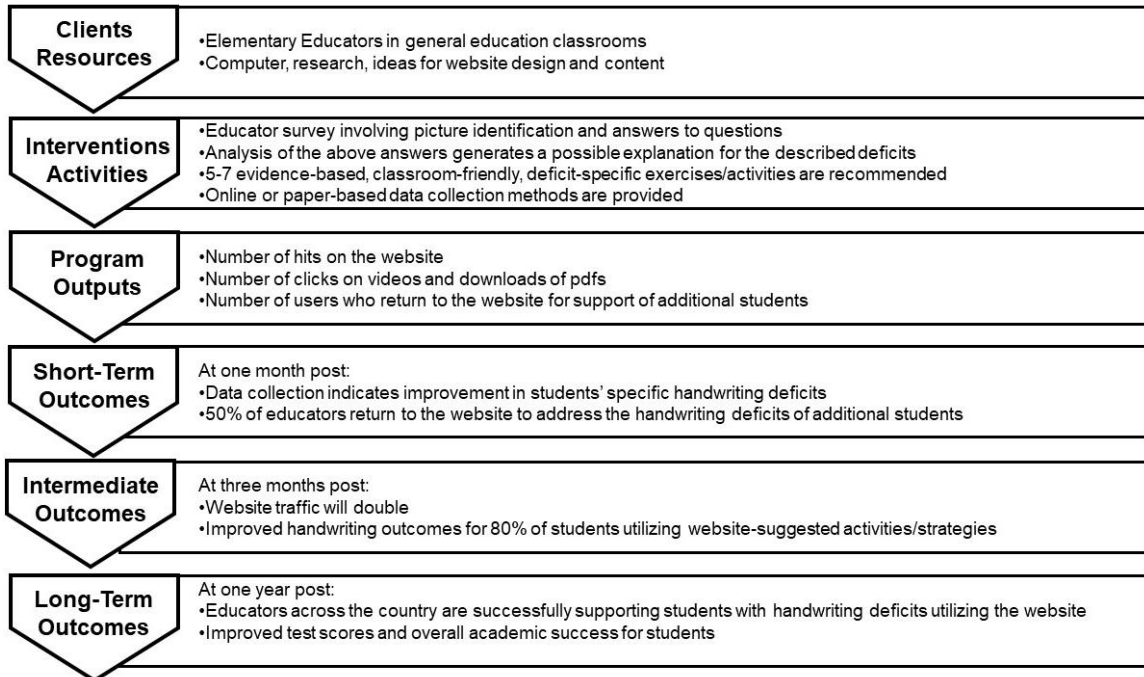 Clients
Resources
•Elementary Educators in general education classrooms
•Computer, research, ideas for website design and content
Interventions
Activities
•Educator survey involving picture identification and answers to questions
•Analysis of the above answers generates a possible explanation for the described deficits
•5-7 evidence-based, classroom-friendly, deficit-specific exercises/activities are recommended
•Online or paper-based data collection methods are provided
Program
Outputs
•Number of hits on the website
•Number of clicks on videos and downloads of pdfs
•Number of users who return to the website for support of additional students
Short-Term
Outcomes
At one month post:
•Data collection indicates improvement in students' specific handwriting deficits
•50% of educators return to the website to address the handwriting deficits of additional students
Intermediate
Outcomes
At three months post:
•Website traffic will double
•Improved handwriting outcomes for 80% of students utilizing website-suggested activities/strategies
Long-Term
Outcomes
At one year post:
•Educators across the country are successfully supporting students with handwriting deficits utilizing the website
•Improved test scores and overall academic success for students